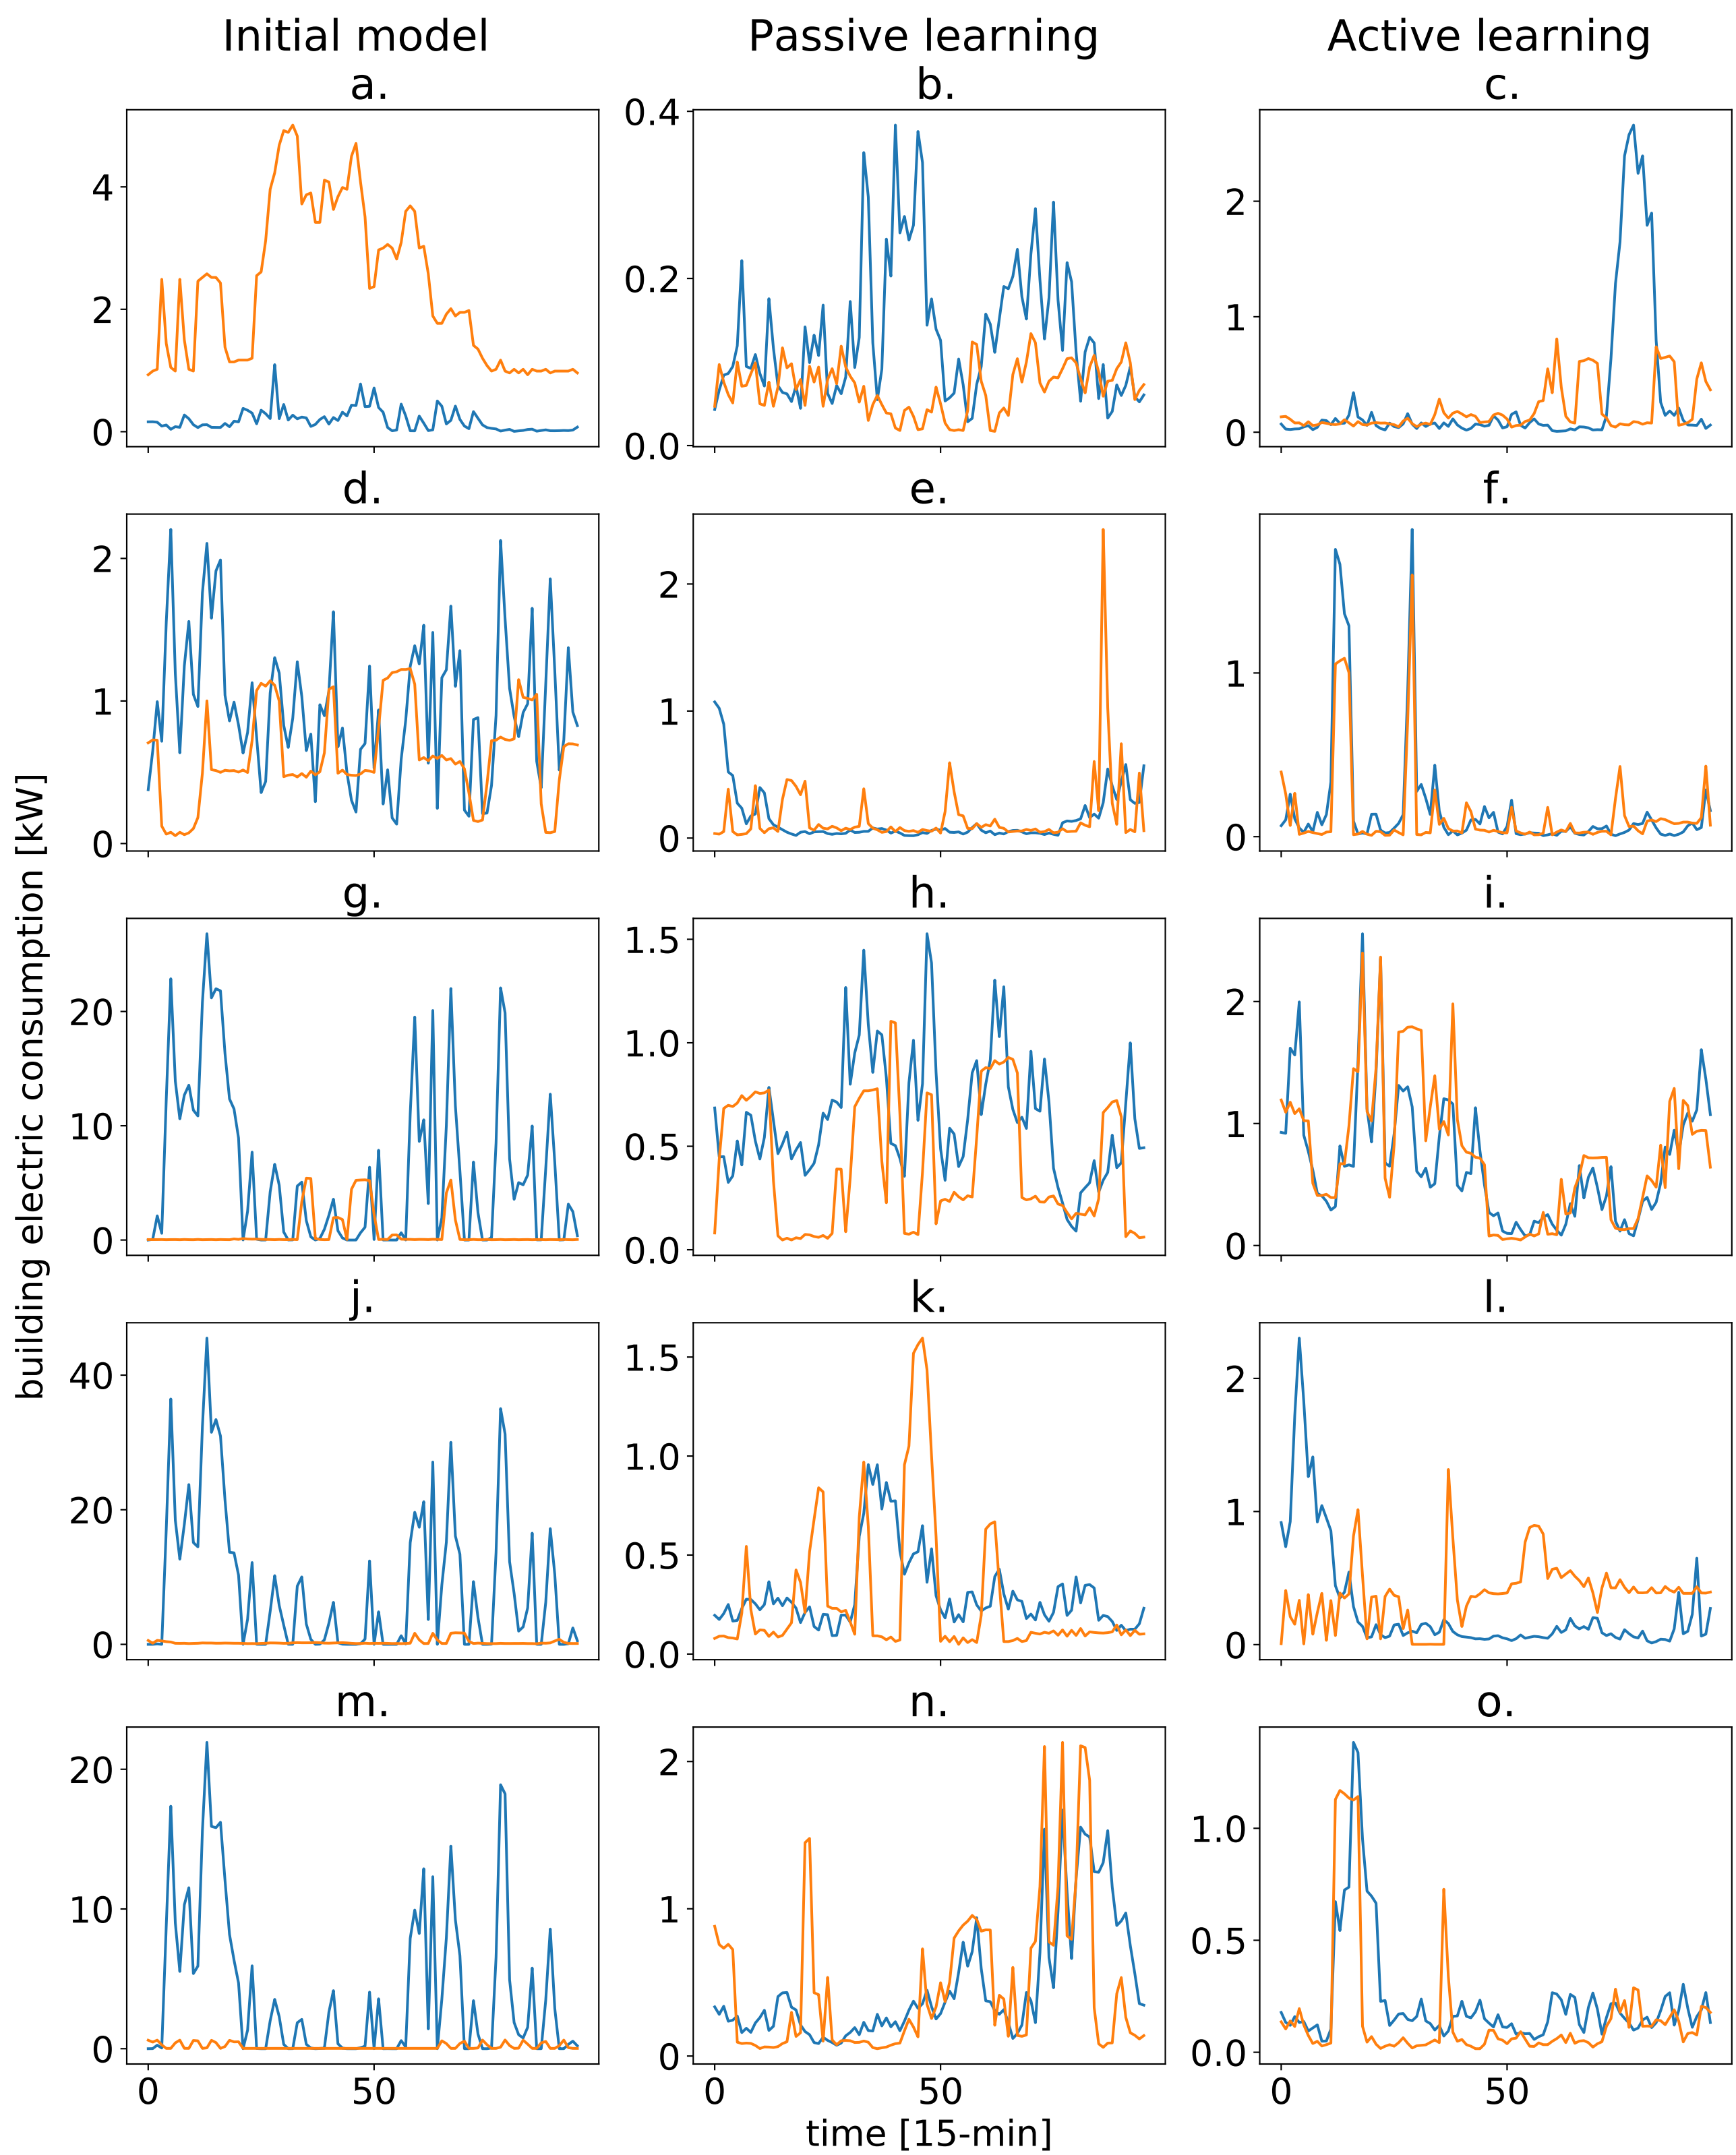 Initial model
Passive learning
Active learning
a.
b.
c.
4
2
0
0.4
0.2
0.0
2
1
0
d.
e.
f.
2
1
0
2
1
0
1
0
g.
h.
i.
20
10
0
1.5
1.0
0.5
0.0
2
1
0
building electric consumption [kW]
j.
k.
l.
40
20
0
1.5
1.0
0.5
0.0
2
1
0
m.
n.
o.
20
10
0
2
1
0
1.0
0.5
0.0
0 50
0 50
0 50
time [15-min]